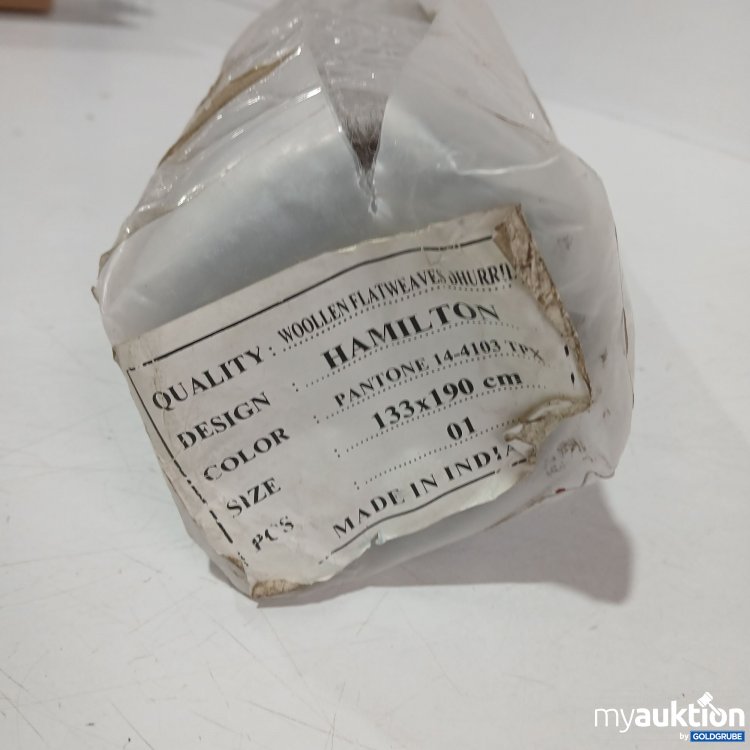 QUALITY : WOOLLEN FLATWEAVES DHURRIE
DESIGN : HAMILTON
COLOR : PANTONE 14-4103 TPX
SIZE : 133x190 cm
PCS 01
MADE IN INDIA
myauktion
by GOLDGRUBE